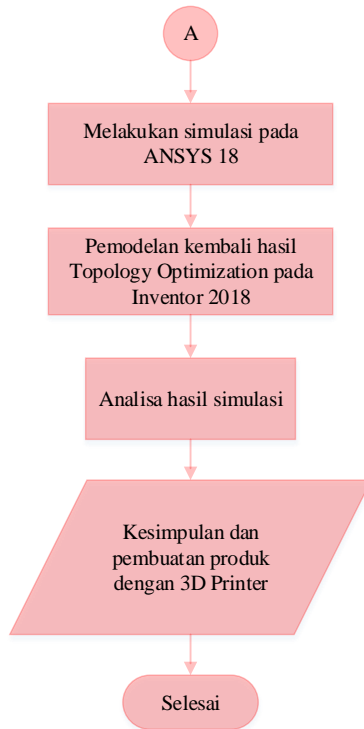 A
Melakukan simulasi pada
ANSYS 18
Pemodelan kembali hasil
Topology Optimization pada
Inventor 2018
Analisa hasil simulasi
Kesimpulan dan
pembuatan produk
dengan 3D Printer
Selesai